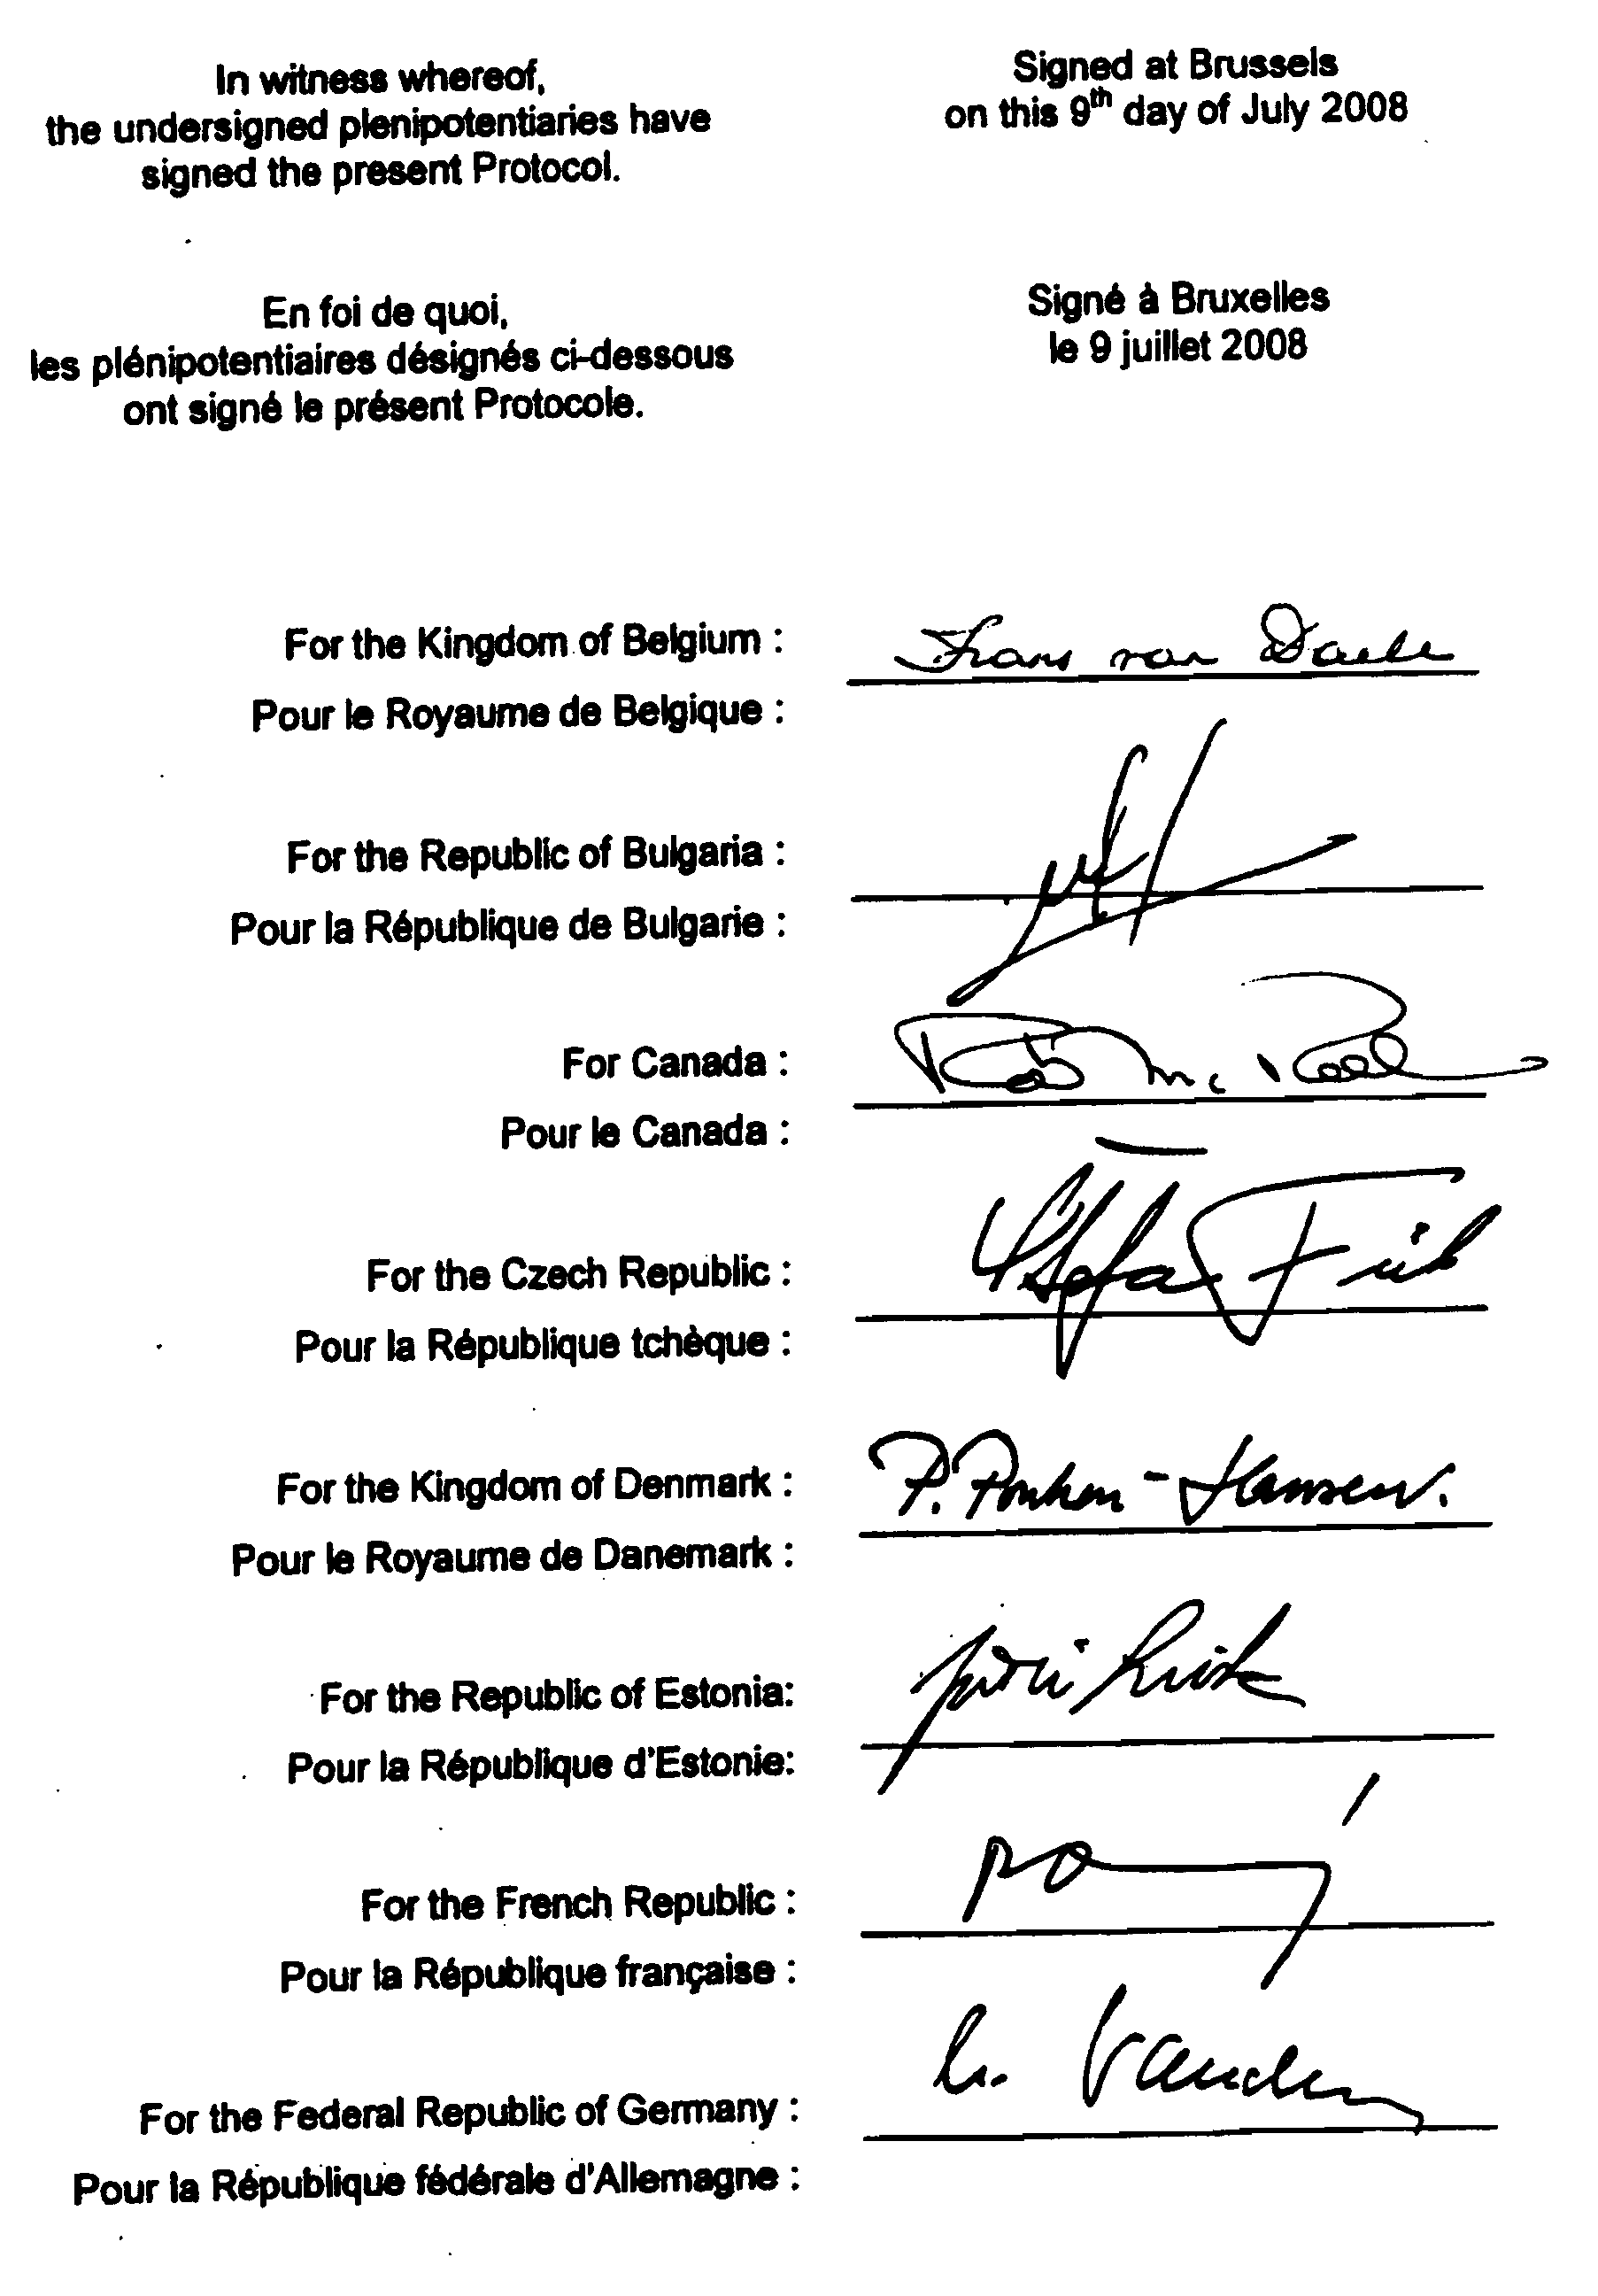 In witness whereof,
the undersigned plenipotentiaries have
signed the present Protocol.
Signed at Brussels
on this 9th day of July 2008
En foi de quoi,
les plénipotentiaires désignés ci-dessous
ont signé le présent Protocole.
Signé à Bruxelles
le 9 juillet 2008
For the Kingdom of Belgium : Frans van Daele
Pour le Royaume de Belgique :
For the Republic of Bulgaria :
Pour la République de Bulgarie :
For Canada :
Pour le Canada :
For the Czech Republic :
Pour la République tchèque :
For the Kingdom of Denmark : P. Poulsen-Hansen.
Pour le Royaume de Danemark :
For the Republic of Estonia:
Pour la République d'Estonie:
For the French Republic :
Pour la République française :
For the Federal Republic of Germany :
Pour la République fédérale d'Allemagne :